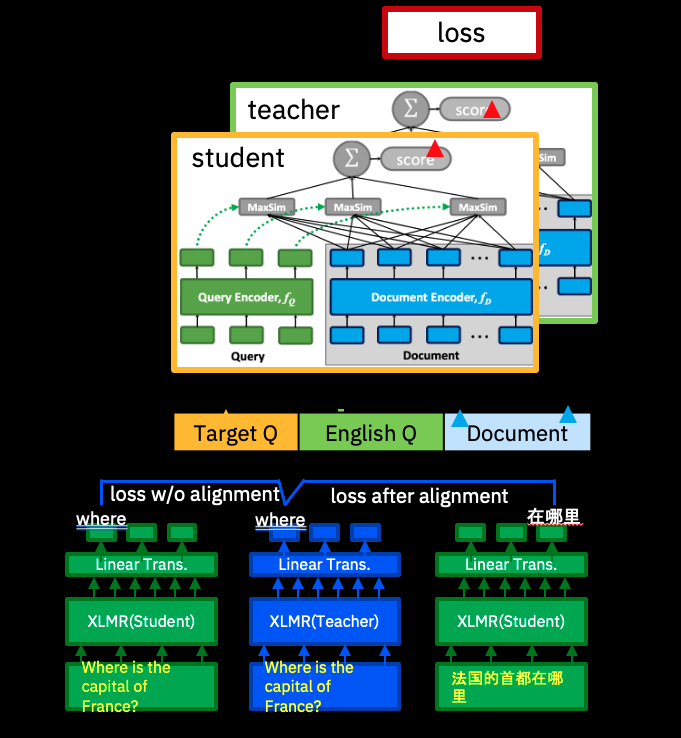 loss
teacher
Σ
score
student
Σ
score
Sim
MaxSim
MaxSim
MaxSim
...
Query Encoder, f_Q
Document Encoder, f_D
f_D
...
Query
Document
Target Q
English Q
Document
loss w/o alignment
loss after alignment
where
where
在哪里
Linear Trans.
Linear Trans.
Linear Trans.
XLMR(Student)
XLMR(Teacher)
XLMR(Student)
Where is the
capital of
France?
Where is the
capital of
France?
法国的首都在哪
里